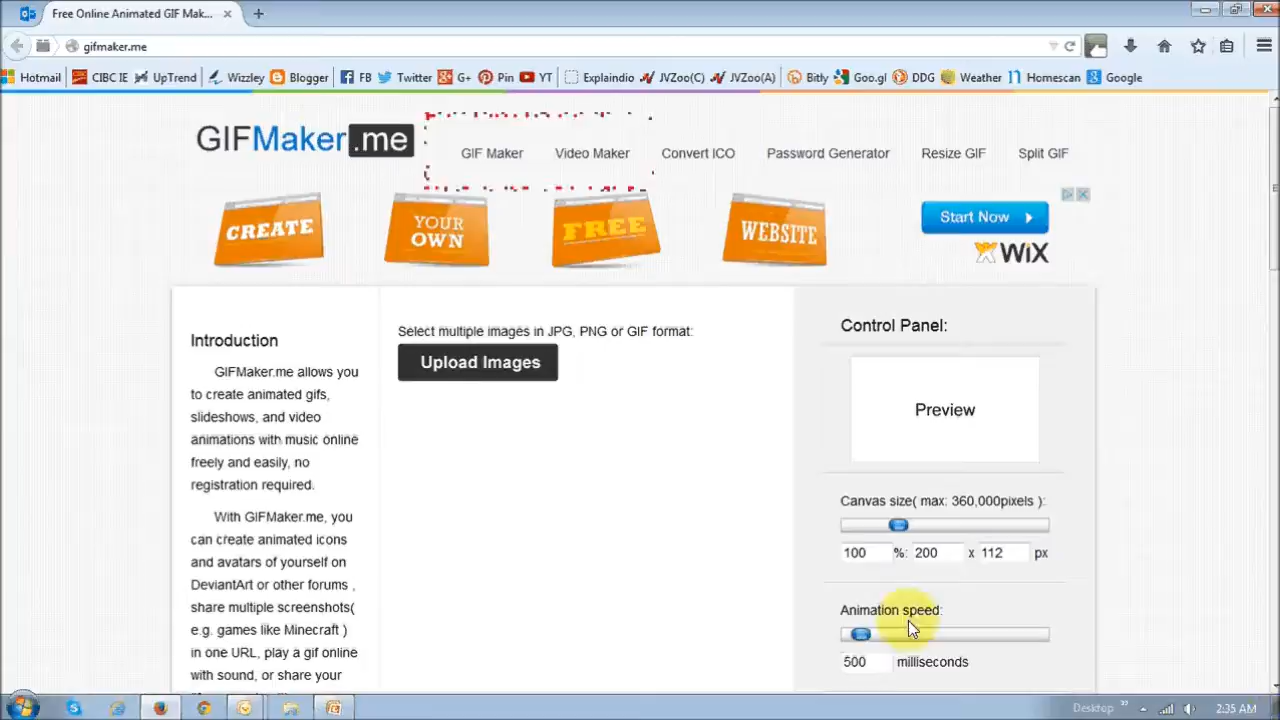 Free Online Animated GIF Mak...
gifmaker.me
Hotmail CIBC IE UpTrend Wizzley Blogger FB Twitter G+ Pin YT Explaindio JVZoo(C) JVZoo(A) Bitly Goo.gl DDG Weather Homescan Google
GIFMaker.me
GIF Maker Video Maker Convert ICO Password Generator Resize GIF Split GIF
CREATE YOUR OWN FREE WEBSITE
Start Now
WiX
Introduction
GIFMaker.me allows you
to create animated gifs,
slideshows, and video
animations with music online
freely and easily, no
registration required.
With GIFMaker.me, you
can create animated icons
and avatars of yourself on
DeviantArt or other forums ,
share multiple screenshots(
e.g. games like Minecraft )
in one URL, play a gif online
with sound, or share your
Select multiple images in JPG, PNG or GIF format:
Upload Images
Control Panel:
Preview
Canvas size( max: 360,000pixels ):
100 %: 200 x 112 px
Animation speed:
500 milliseconds
Desktop 2:35 AM